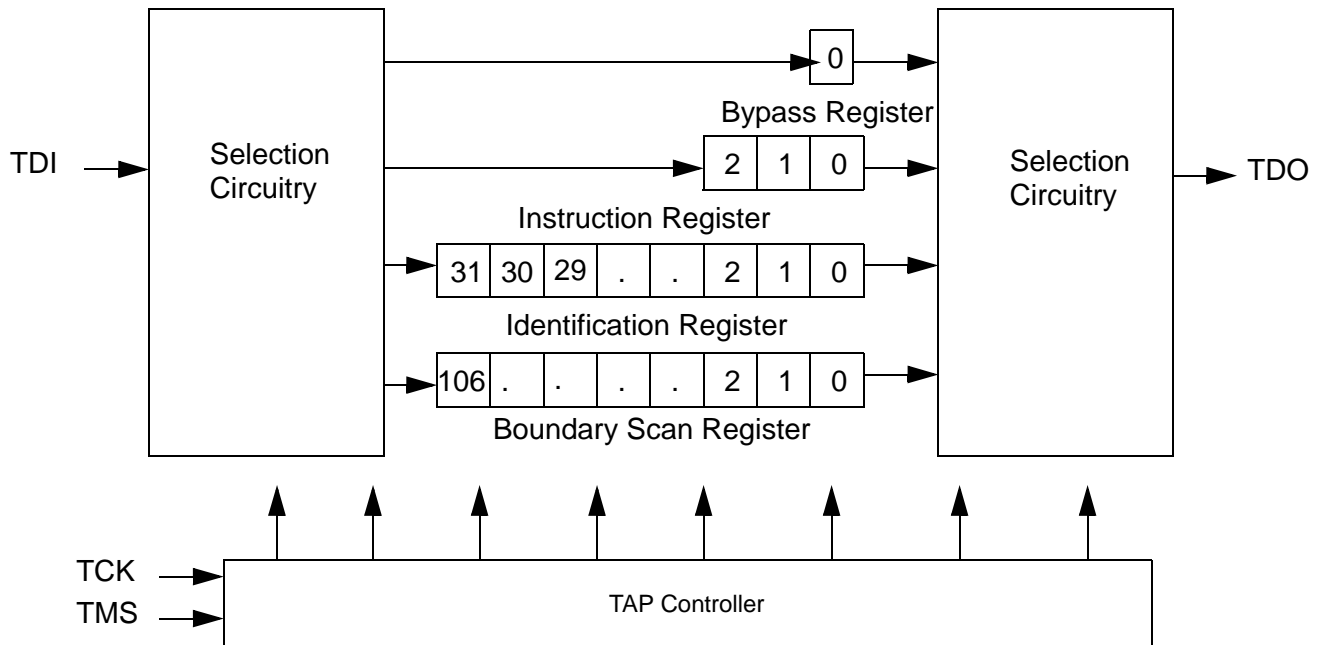 0
Bypass Register
TDI
Selection
Circuitry
2 1 0
Selection
Circuitry
TDO
Instruction Register
31 30 29 . . 2 1 0
Identification Register
106 . . . . 2 1 0
Boundary Scan Register
TCK
TMS
TAP Controller